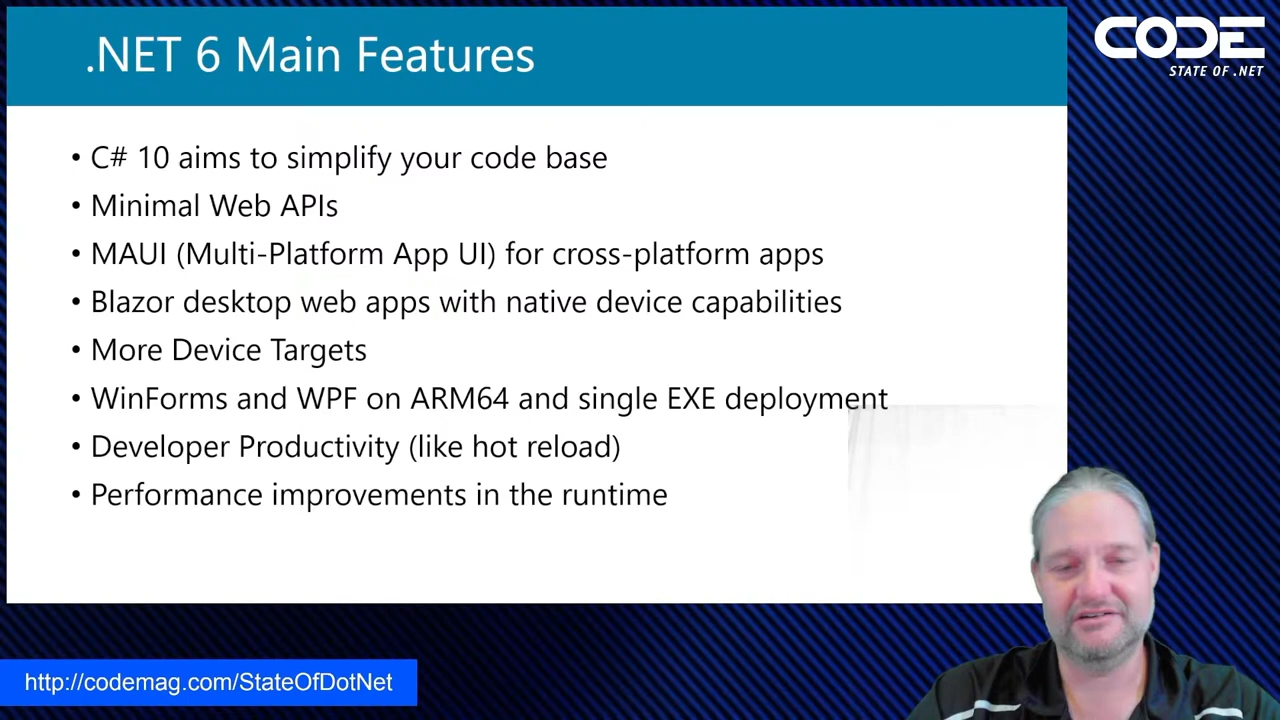 .NET 6 Main Features
CODE
STATE OF .NET
• C# 10 aims to simplify your code base
• Minimal Web APIs
• MAUI (Multi-Platform App UI) for cross-platform apps
• Blazor desktop web apps with native device capabilities
• More Device Targets
• WinForms and WPF on ARM64 and single EXE deployment
• Developer Productivity (like hot reload)
• Performance improvements in the runtime
http://codemag.com/StateOfDotNet